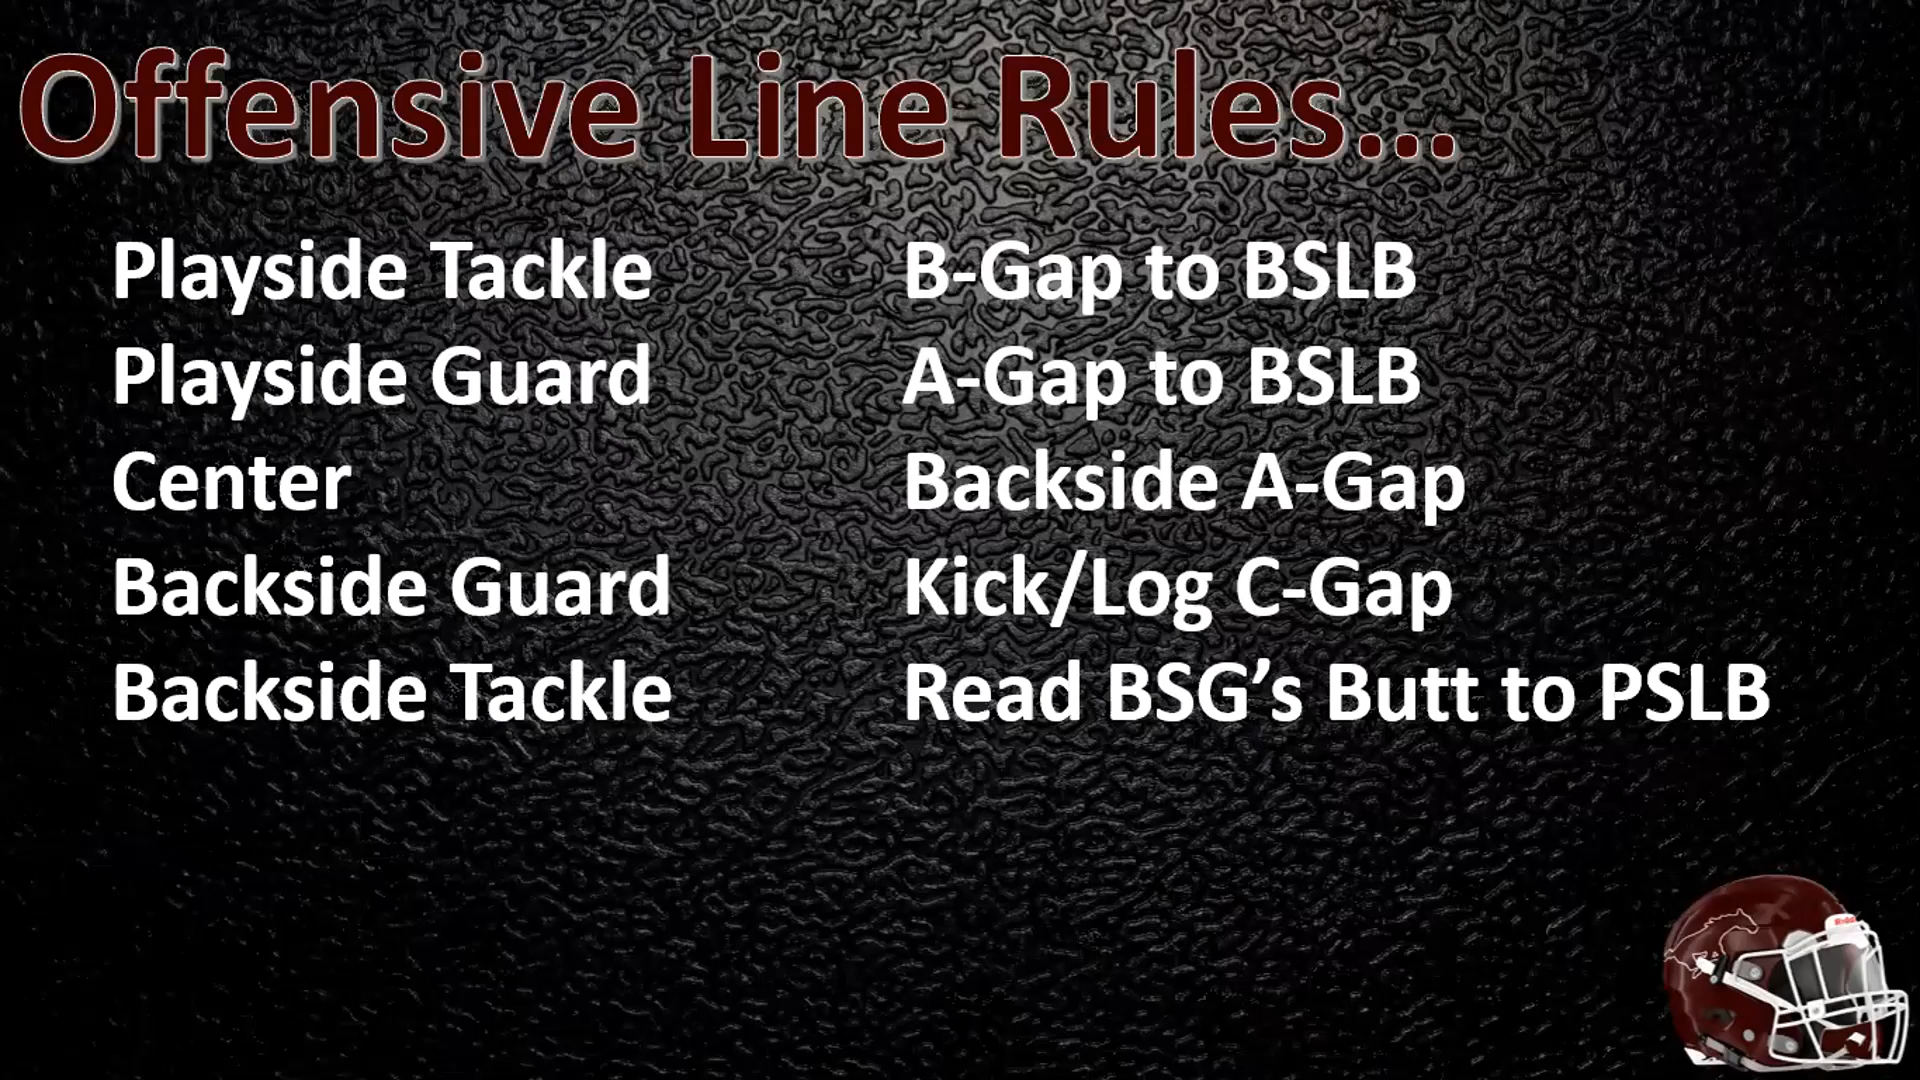 Offensive Line Rules...
Playside Tackle B-Gap to BSLB
Playside Guard A-Gap to BSLB
Center Backside A-Gap
Backside Guard Kick/Log C-Gap
Backside Tackle Read BSG’s Butt to PSLB